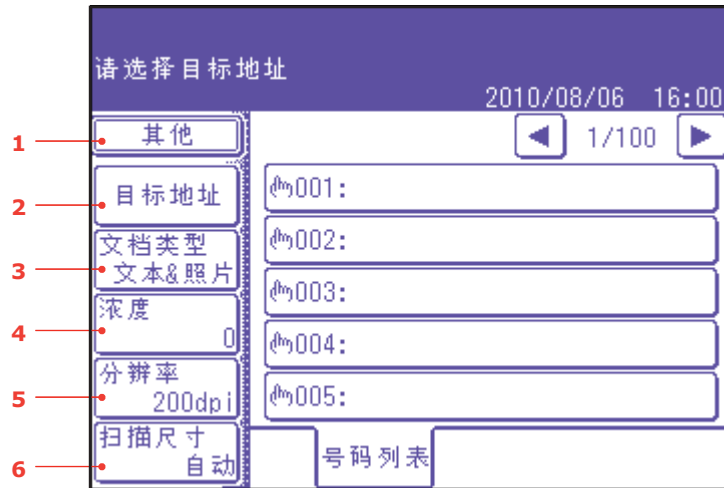 请选择目标地址
2010/08/06 16:00
1
其他
1/100
2
目标地址
001:
3
文档类型
文本&照片
002:
003:
4
浓度
0
004:
5
分辨率
200dpi
005:
6
扫描尺寸
自动
号码列表